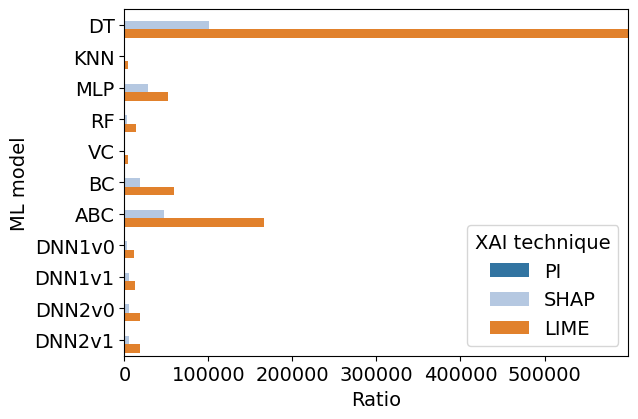 DT
KNN
MLP
RF
VC
BC
ABC
DNN1v0
DNN1v1
DNN2v0
DNN2v1
ML model
XAI technique
PI
SHAP
LIME
0 100000 200000 300000 400000 500000
Ratio